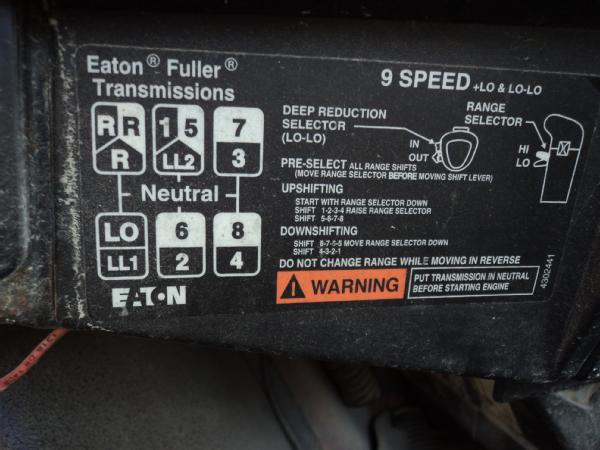 Eaton® Fuller®
Transmissions
9 SPEED +LO & LO-LO
R R
R
1 5
LL2
7
3
Neutral
LO
LL1
6
2
8
4
EATON
DEEP REDUCTION
SELECTOR
(LO-LO)
IN
OUT
RANGE
SELECTOR
HI
LO
PRE-SELECT ALL RANGE SHIFTS
(MOVE RANGE SELECTOR BEFORE MOVING SHIFT LEVER)
UPSHIFTING
START WITH RANGE SELECTOR DOWN
SHIFT 1-2-3-4 RAISE RANGE SELECTOR
SHIFT 5-6-7-8
DOWNSHIFTING
SHIFT 8-7-6-5 MOVE RANGE SELECTOR DOWN
SHIFT 4-3-2-1
DO NOT CHANGE RANGE WHILE MOVING IN REVERSE
WARNING
PUT TRANSMISSION IN NEUTRAL
BEFORE STARTING ENGINE
4302441